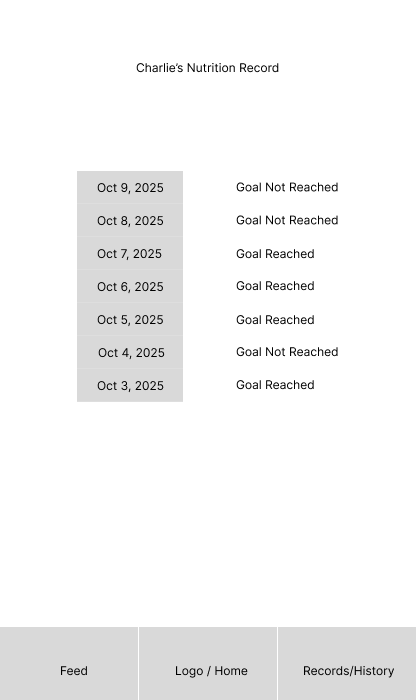 Charlie’s Nutrition Record
Oct 9, 2025 Goal Not Reached
Oct 8, 2025 Goal Not Reached
Oct 7, 2025 Goal Reached
Oct 6, 2025 Goal Reached
Oct 5, 2025 Goal Reached
Oct 4, 2025 Goal Not Reached
Oct 3, 2025 Goal Reached
Feed Logo / Home Records/History